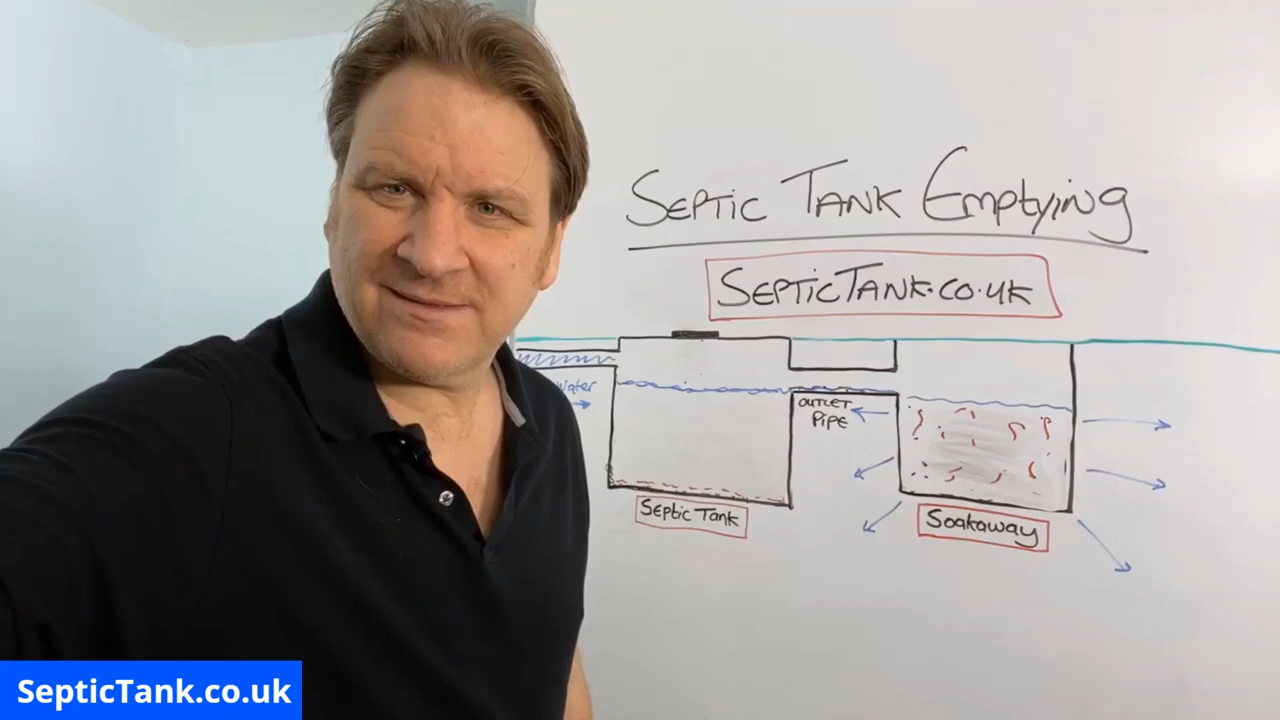 SEPTIC TANK EMPTYING
SEPTICTANK.CO.UK
Water
OUTLET
PIPE
Septic Tank
Soakaway
SepticTank.co.uk